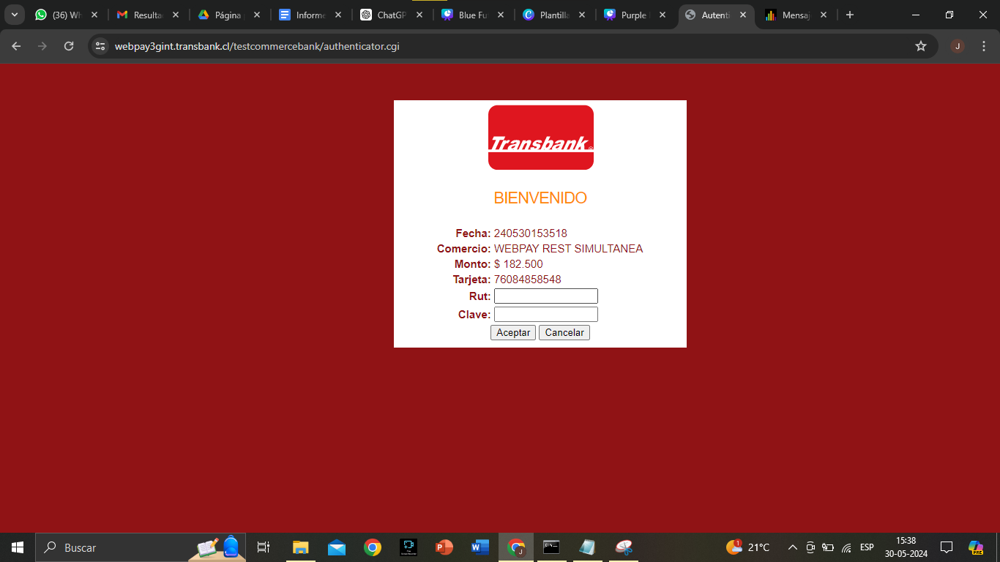 (36) Wh
Resulta
Página
Informe
ChatGP
Blue Fu
Plantilla
Purple
Autenti
Mensaj
webpay3gint.transbank.cl/testcommercebank/authenticator.cgi
J
Transbank
BIENVENIDO
Fecha: 240530153518
Comercio: WEBPAY REST SIMULTANEA
Monto: $ 182.500
Tarjeta: 76084858548
Rut:
Clave:
Aceptar Cancelar
Buscar
21°C
ESP
15:38
30-05-2024
PRE